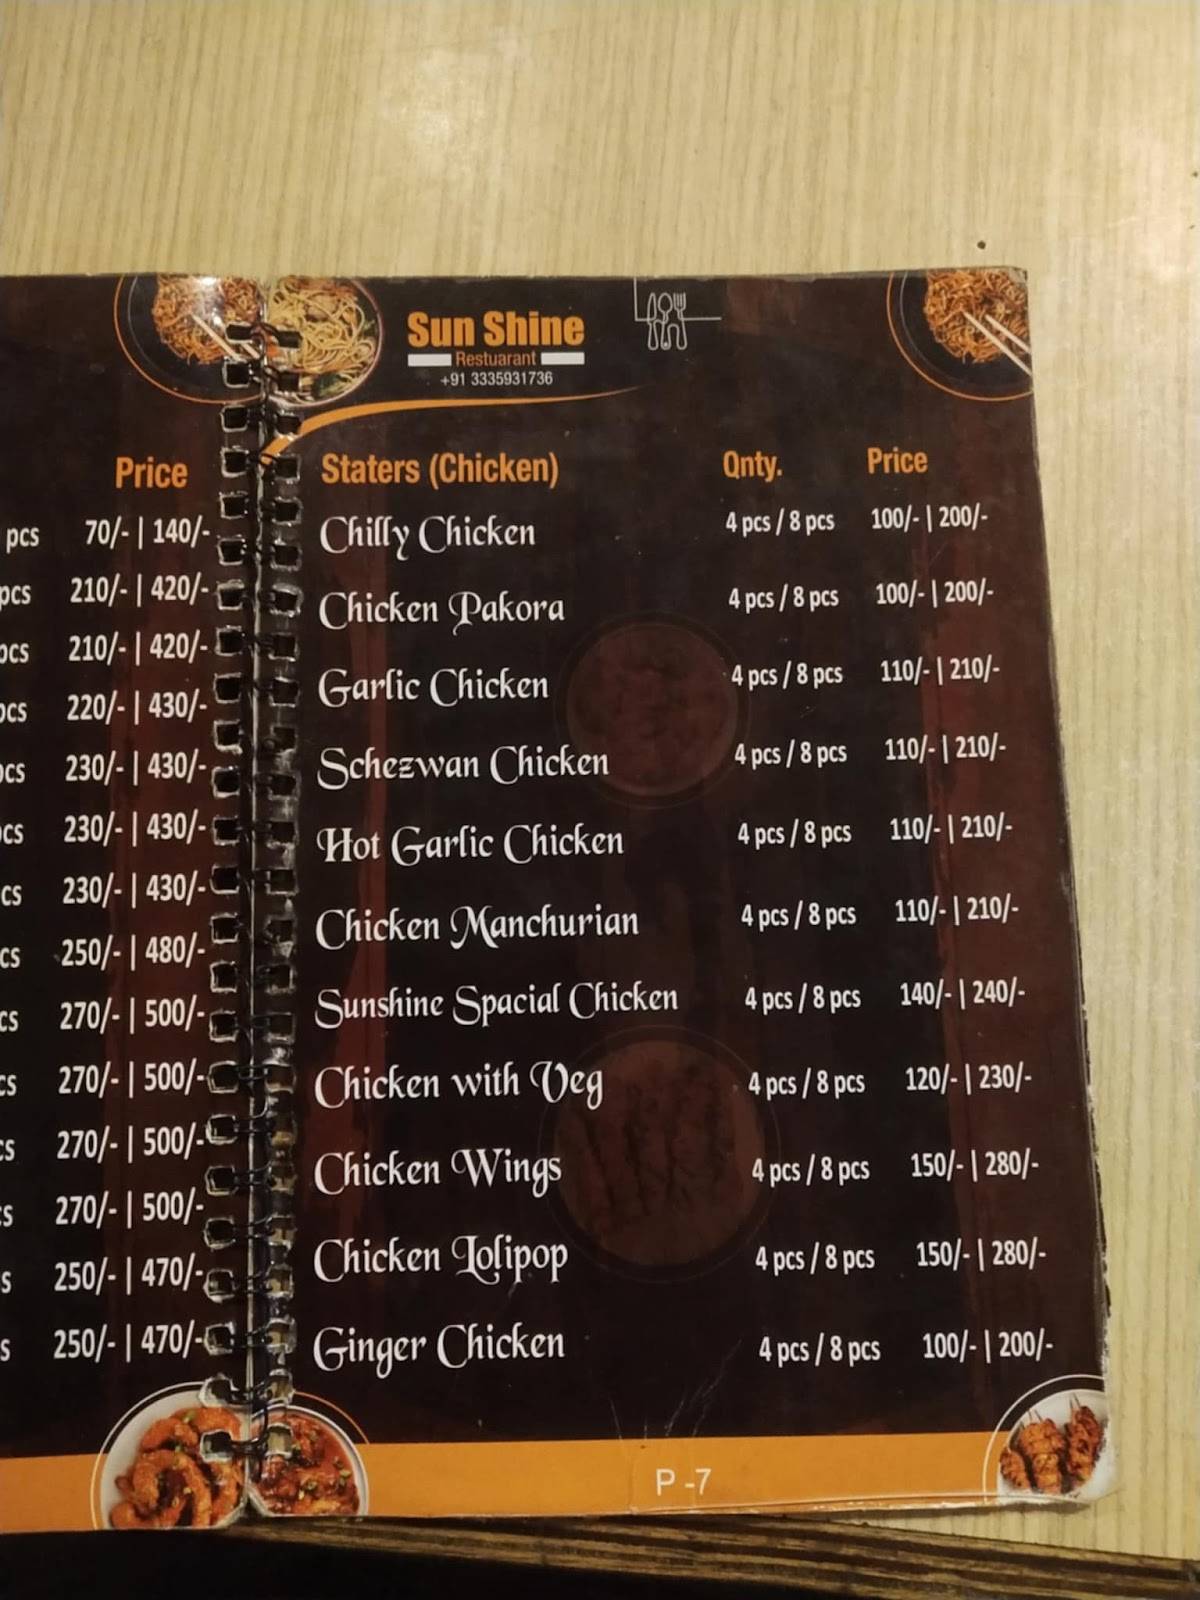 Price
pcs 70/- | 140/-
pcs 210/- | 420/-
pcs 210/- | 420/-
pcs 220/- | 430/-
pcs 230/- | 430/-
cs 230/- | 430/-
cs 230/- | 430/-
cs 250/- | 480/-
cs 270/- | 500/-
cs 270/- | 500/-
s 270/- | 500/-
s 270/- | 500/-
s 250/- | 470/-
s 250/- | 470/-
Sun Shine
Restuarant
+91 3335931736
Staters (Chicken) Qnty. Price
Chilly Chicken 4 pcs / 8 pcs 100/- | 200/-
Chicken Pakora 4 pcs / 8 pcs 100/- | 200/-
Garlic Chicken 4 pcs / 8 pcs 110/- | 210/-
Schezwan Chicken 4 pcs / 8 pcs 110/- | 210/-
Hot Garlic Chicken 4 pcs / 8 pcs 110/- | 210/-
Chicken Manchurian 4 pcs / 8 pcs 110/- | 210/-
Sunshine Spacial Chicken 4 pcs / 8 pcs 140/- | 240/-
Chicken with Veg 4 pcs / 8 pcs 120/- | 230/-
Chicken Wings 4 pcs / 8 pcs 150/- | 280/-
Chicken Lolipop 4 pcs / 8 pcs 150/- | 280/-
Ginger Chicken 4 pcs / 8 pcs 100/- | 200/-
P -7